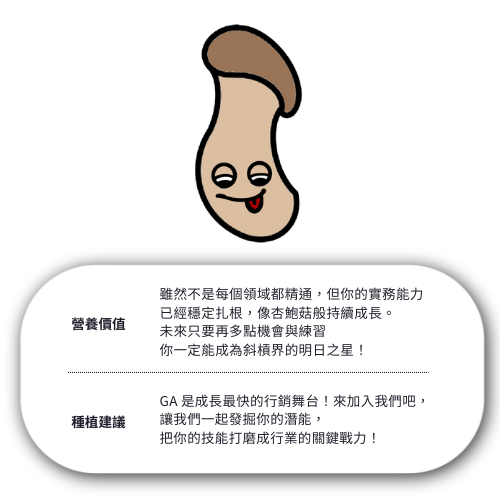 營養價值
雖然不是每個領域都精通，但你的實務能力
已經穩定扎根，像杏鮑菇般持續成長。
未來只要再多點機會與練習
你一定能成為斜槓界的明日之星！
種植建議
GA 是成長最快的行銷舞台！來加入我們吧，
讓我們一起發掘你的潛能，
把你的技能打磨成行業的關鍵戰力！